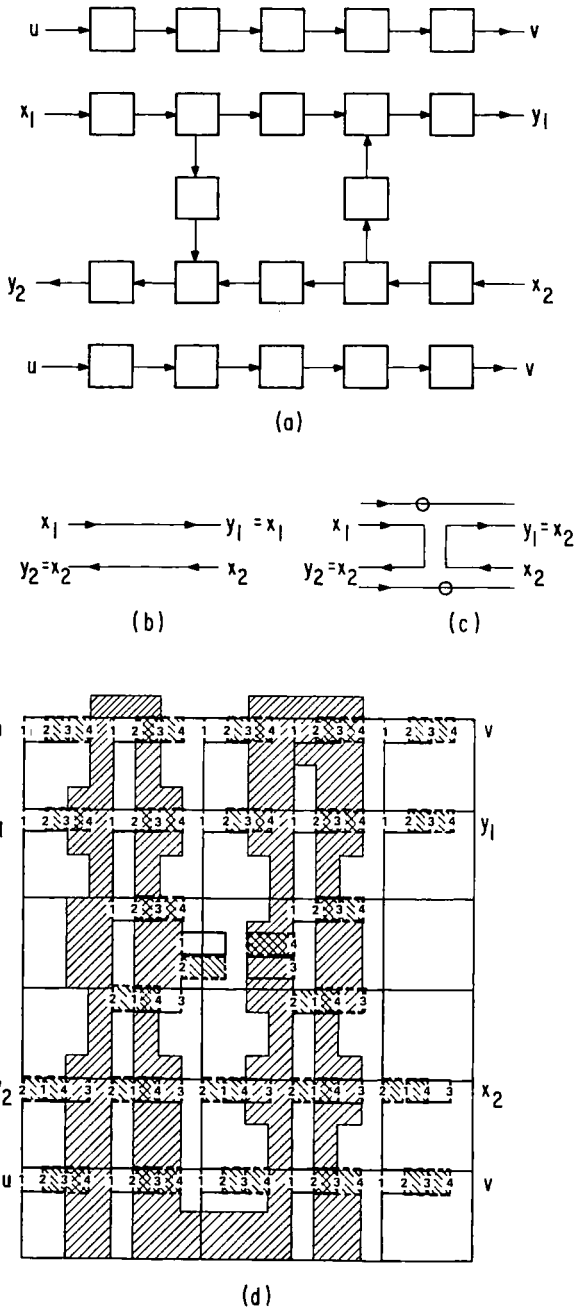 u v
x₁ y₁
y₂ x₂
u v
(a)
x₁ y₁ = x₁ x₁ y₁=x₂
y₂=x₂ x₂ y₂=x₂ x₂
(b) (c)
1 2 3 4 1 2 3 4 1 2 3 4 1 2 3 4 1 2 3 4 v
1 2 3 4 1 2 3 4 1 2 3 4 1 2 3 4 1 2 3 4 y₁
1 2 3 4 1 2 3 4
1 4
2 3
2 1 4 3 2 1 4 3
2 1 4 3 2 1 4 3 2 1 4 3 2 1 4 3 2 1 4 3 x₂
u 1 2 3 4 1 2 3 4 1 2 3 4 1 2 3 4 1 2 3 4 v
(d)